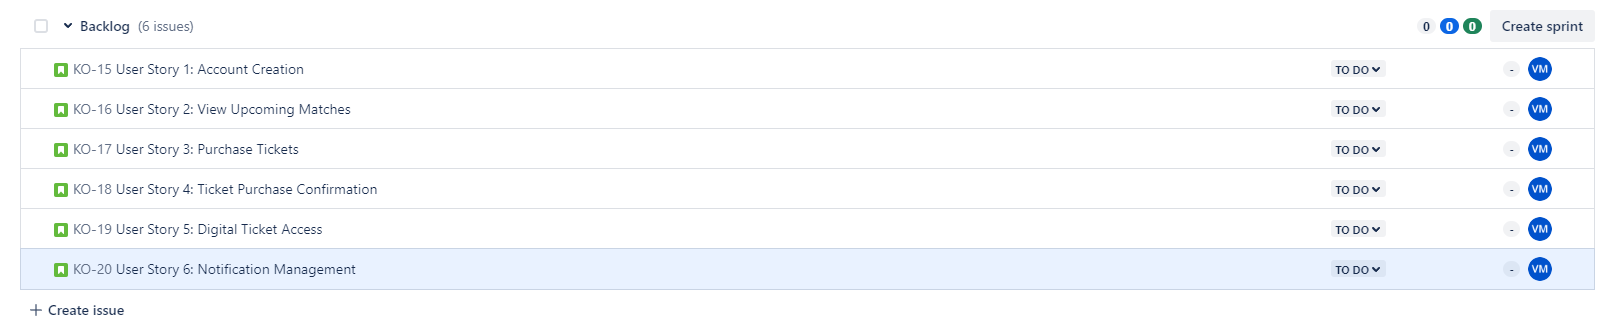 Backlog (6 issues) 0 0 0 Create sprint
KO-15 User Story 1: Account Creation TO DO - VM
KO-16 User Story 2: View Upcoming Matches TO DO - VM
KO-17 User Story 3: Purchase Tickets TO DO - VM
KO-18 User Story 4: Ticket Purchase Confirmation TO DO - VM
KO-19 User Story 5: Digital Ticket Access TO DO - VM
KO-20 User Story 6: Notification Management TO DO - VM
+ Create issue